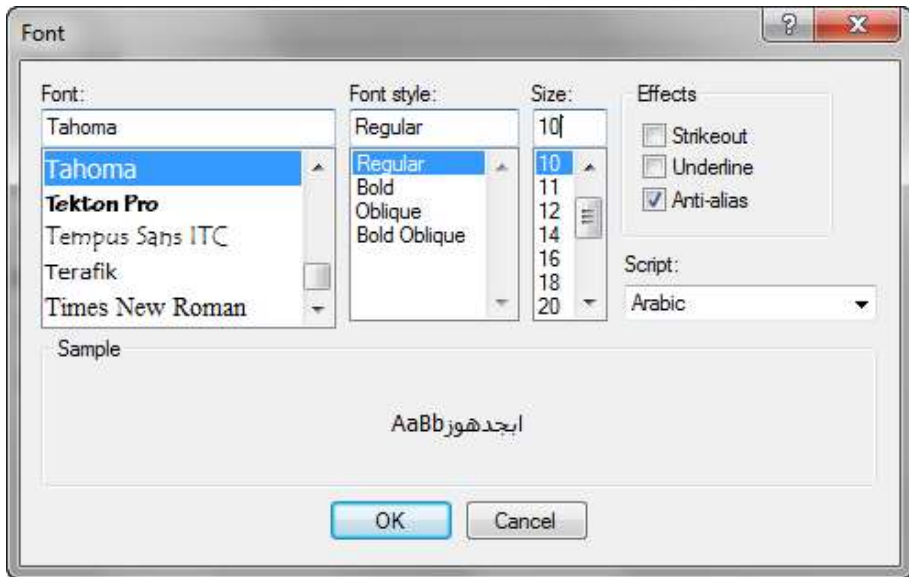 Font
Font:
Tahoma
Tahoma
Tekton Pro
Tempus Sans ITC
Terafik
Times New Roman
Font style:
Regular
Regular
Bold
Oblique
Bold Oblique
Size:
10
10
11
12
14
16
18
20
Effects
Strikeout
Underline
Anti-alias
Script:
Arabic
Sample
AaBbابجدهوز
OK
Cancel